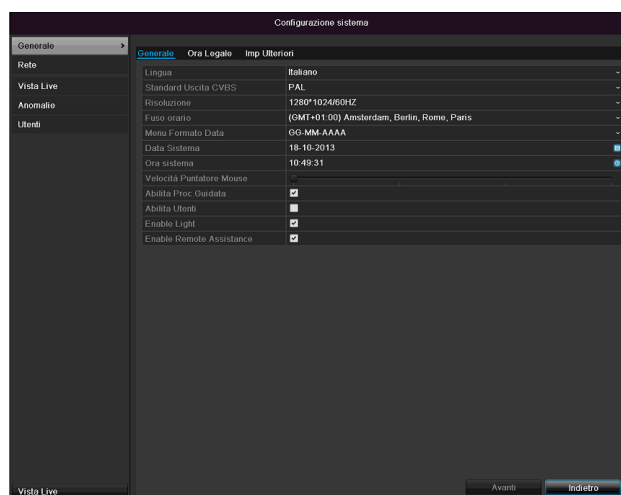 Configurazione sistema
Generale
Rete
Vista Live
Anomalie
Utenti
Generale Ora Legale Imp Ulteriori
Lingua Italiano
Standard Uscita CVBS PAL
Risoluzione 1280*1024/60HZ
Fuso orario (GMT+01:00) Amsterdam, Berlin, Rome, Paris
Menu Formato Data GG-MM-AAAA
Data Sistema 18-10-2013
Ora sistema 10:49:31
Velocità Puntatore Mouse
Abilita Proc.Guidata
Abilita Utenti
Enable Light
Enable Remote Assistance
Vista Live
Avanti Indietro